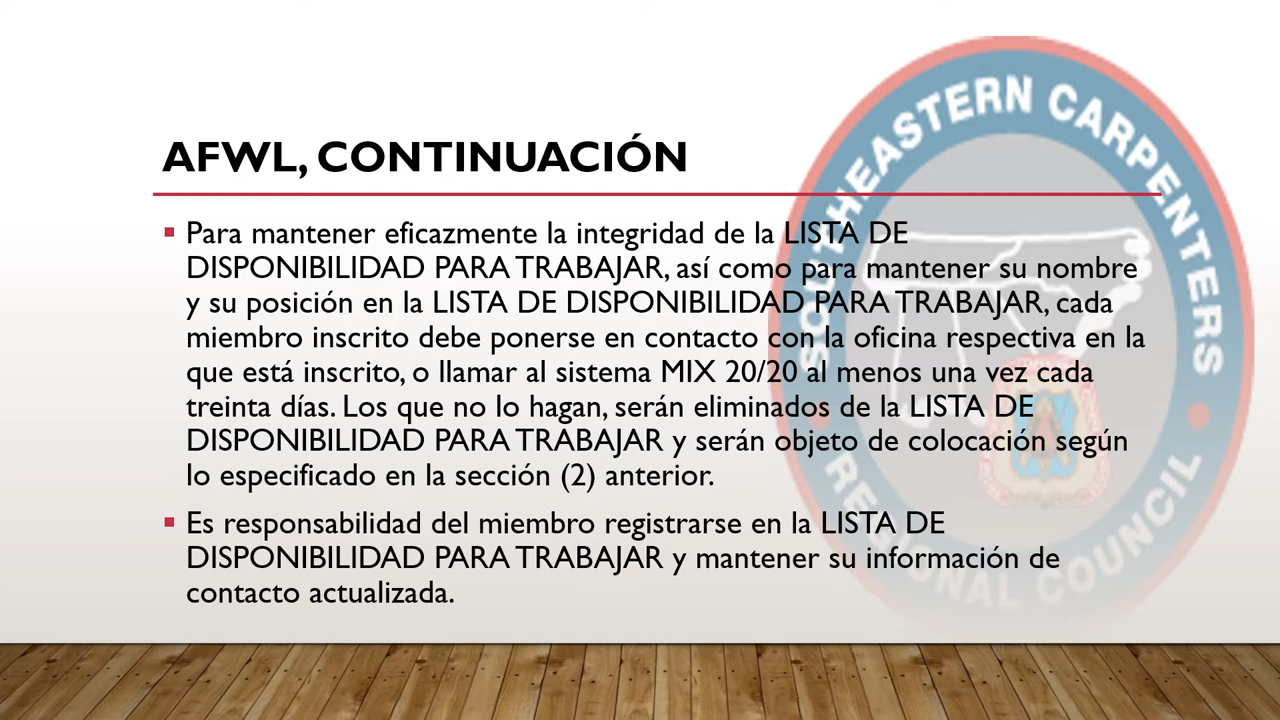 AFWL, CONTINUACIÓN
Para mantener eficazmente la integridad de la LISTA DE
DISPONIBILIDAD PARA TRABAJAR, así como para mantener su nombre
y su posición en la LISTA DE DISPONIBILIDAD PARA TRABAJAR, cada
miembro inscrito debe ponerse en contacto con la oficina respectiva en la
que está inscrito, o llamar al sistema MIX 20/20 al menos una vez cada
treinta días. Los que no lo hagan, serán eliminados de la LISTA DE
DISPONIBILIDAD PARA TRABAJAR y serán objeto de colocación según
lo especificado en la sección (2) anterior.
Es responsabilidad del miembro registrarse en la LISTA DE
DISPONIBILIDAD PARA TRABAJAR y mantener su información de
contacto actualizada.
SOUTHEASTERN CARPENTERS
REGIONAL COUNCIL